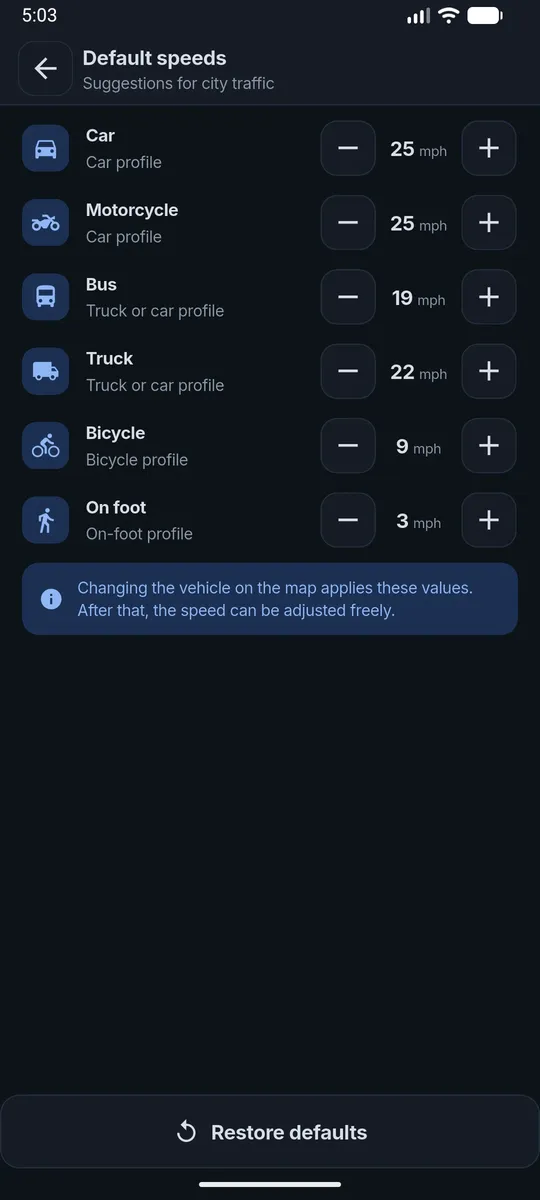 5:03
Default speeds
Suggestions for city traffic
Car
Car profile
25 mph
Motorcycle
Car profile
25 mph
Bus
Truck or car profile
19 mph
Truck
Truck or car profile
22 mph
Bicycle
Bicycle profile
9 mph
On foot
On-foot profile
3 mph
Changing the vehicle on the map applies these values.
After that, the speed can be adjusted freely.
Restore defaults